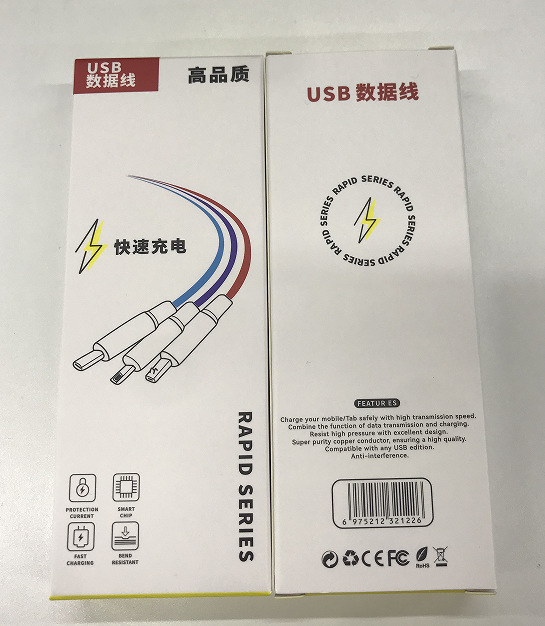 USB
数据线
高品质
快速充电
RAPID SERIES
PROTECTION
CURRENT
SMART
CHIP
FAST
CHARGING
BEND
RESISTANT
USB 数据线
RAPID SERIES RAPID SERIES RAPID SERIES
FEATUR ES
Charge your mobile/Tab safely with high transmission speed.
Combine the function of data transmission and charging.
Resist high pressure with excellent design.
Super purity copper conductor, ensuring a high quality.
Compatible with any USB edition.
Anti-interference.
6 975212 321226
CE FC RoHS